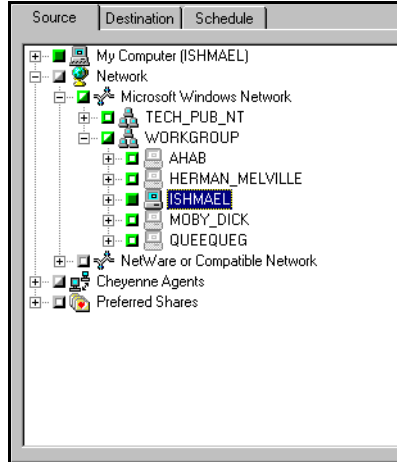 Source Destination Schedule
My Computer (ISHMAEL)
Network
Microsoft Windows Network
TECH_PUB_NT
WORKGROUP
AHAB
HERMAN_MELVILLE
ISHMAEL
MOBY_DICK
QUEEQUEG
NetWare or Compatible Network
Cheyenne Agents
Preferred Shares